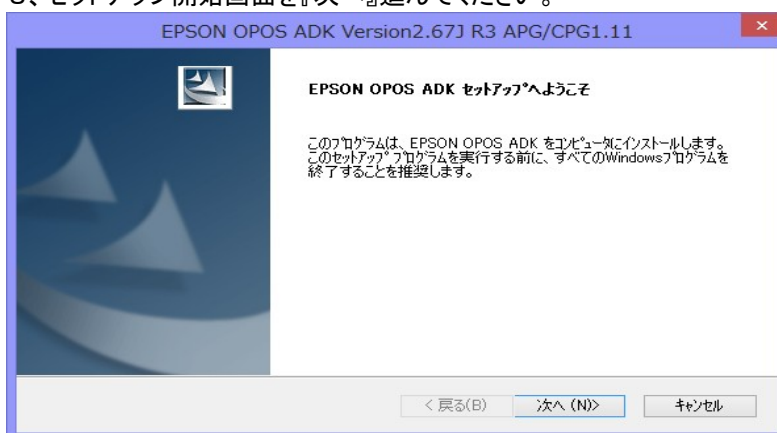 EPSON OPOS ADK Version2.67J R3 APG/CPG1.11
EPSON OPOS ADK ｾｯﾄｱｯﾌﾟへようこそ
このﾌﾟﾛｸﾞﾗﾑは、EPSON OPOS ADK をｺﾝﾋﾟｭｰﾀにインストールします。
このｾｯﾄｱｯﾌﾟ ﾌﾟﾛｸﾞﾗﾑを実行する前に、すべてのWindowsﾌﾟﾛｸﾞﾗﾑを
終了することを推奨します。
< 戻る(B)
次へ (N)>
ｷｬﾝｾﾙ